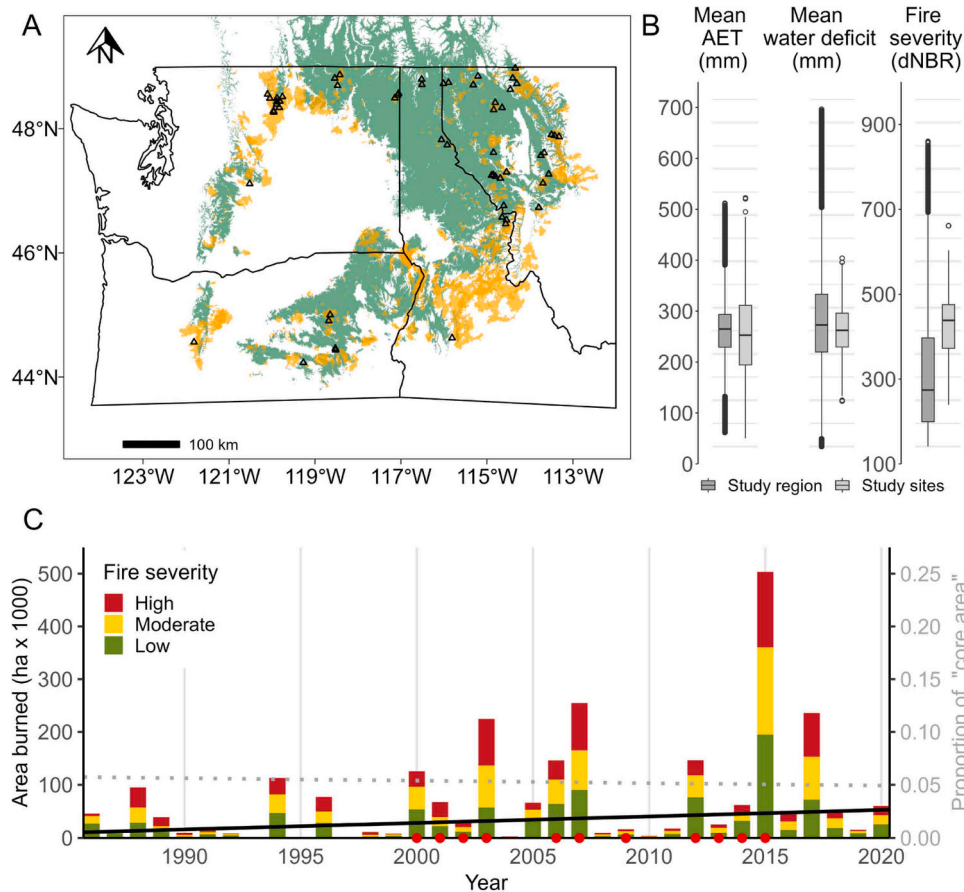 A
N
48°N
46°N
44°N
100 km
123°W 121°W 119°W 117°W 115°W 113°W
B
Mean AET (mm)
Mean water deficit (mm)
Fire severity (dNBR)
700
600
500
400
300
200
100
0
900
700
500
300
100
Study region
Study sites
C
Fire severity
High
Moderate
Low
Area burned (ha x 1000)
500
400
300
200
100
0
0.25
0.20
0.15
0.10
0.05
0.00
Proportion of "core area"
1990 1995 2000 2005 2010 2015 2020
Year